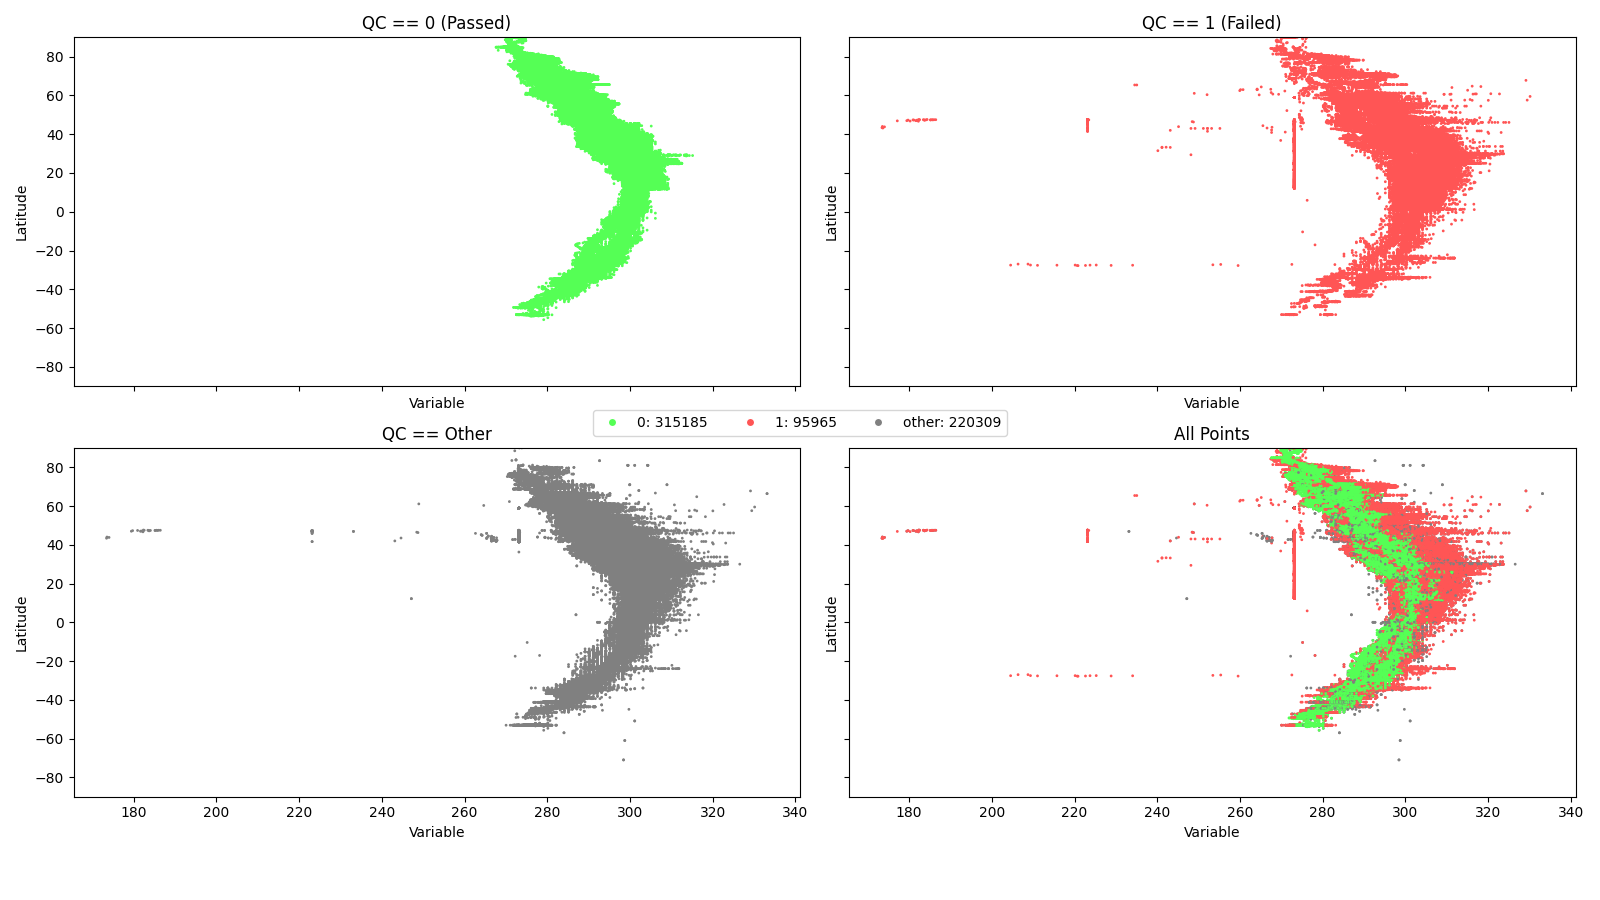 QC == 0 (Passed)
QC == 1 (Failed)
80
60
40
20
0
−20
−40
−60
−80
Latitude
Latitude
Variable
Variable
0: 315185
1: 95965
other: 220309
QC == Other
All Points
80
60
40
20
0
−20
−40
−60
−80
Latitude
Latitude
180 200 220 240 260 280 300 320 340
180 200 220 240 260 280 300 320 340
Variable
Variable